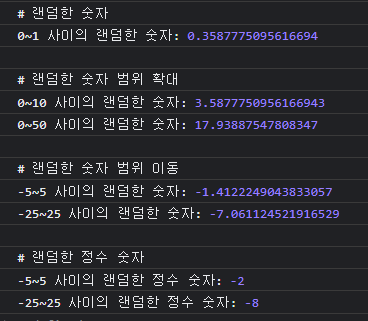 # 랜덤한 숫자
0~1 사이의 랜덤한 숫자: 0.3587775095616694
# 랜덤한 숫자 범위 확대
0~10 사이의 랜덤한 숫자: 3.5877750956166943
0~50 사이의 랜덤한 숫자: 17.93887547808347
# 랜덤한 숫자 범위 이동
-5~5 사이의 랜덤한 숫자: -1.4122249043833057
-25~25 사이의 랜덤한 숫자: -7.061124521916529
# 랜덤한 정수 숫자
-5~5 사이의 랜덤한 정수 숫자: -2
-25~25 사이의 랜덤한 정수 숫자: -8